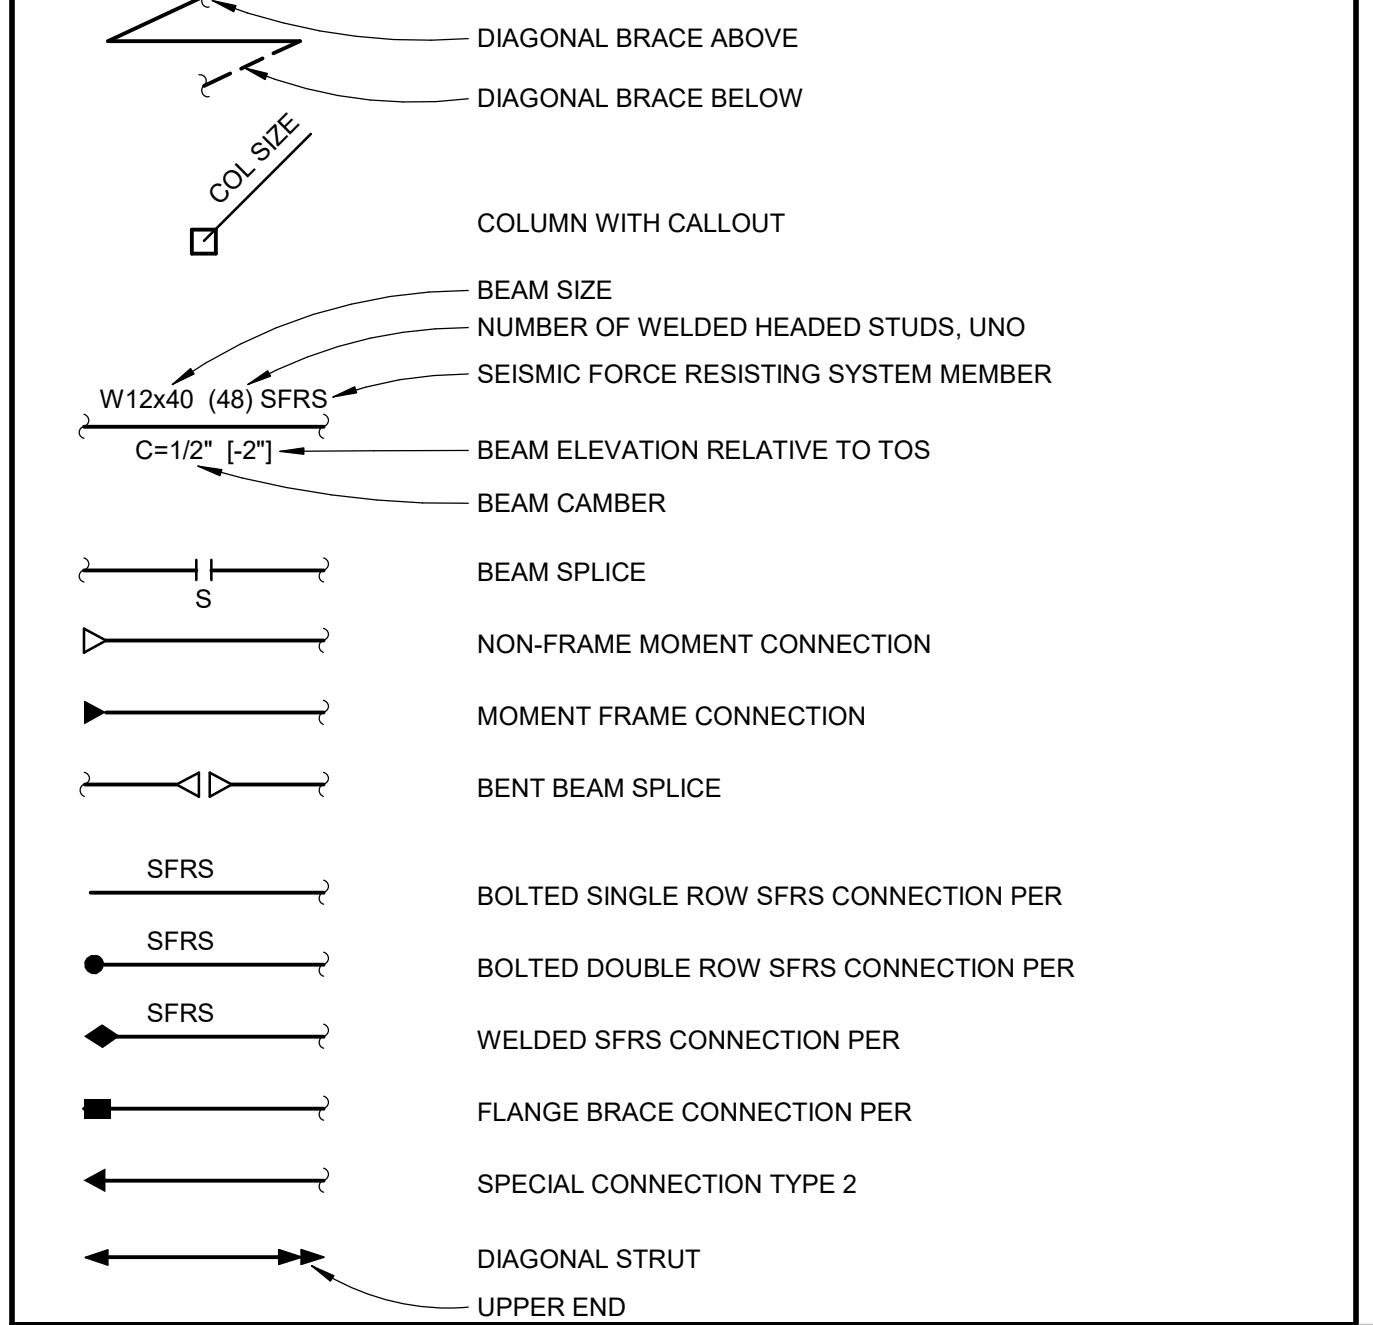 DIAGONAL BRACE ABOVE
DIAGONAL BRACE BELOW
COL SIZE
COLUMN WITH CALLOUT
BEAM SIZE
NUMBER OF WELDED HEADED STUDS, UNO
SEISMIC FORCE RESISTING SYSTEM MEMBER
W12x40 (48) SFRS
C=1/2" [-2"]
BEAM ELEVATION RELATIVE TO TOS
BEAM CAMBER
BEAM SPLICE
S
NON-FRAME MOMENT CONNECTION
MOMENT FRAME CONNECTION
BENT BEAM SPLICE
SFRS
BOLTED SINGLE ROW SFRS CONNECTION PER
SFRS
BOLTED DOUBLE ROW SFRS CONNECTION PER
SFRS
WELDED SFRS CONNECTION PER
FLANGE BRACE CONNECTION PER
SPECIAL CONNECTION TYPE 2
DIAGONAL STRUT
UPPER END